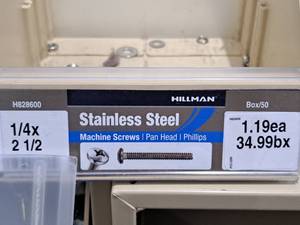 H828600
1/4x
2 1/2
HILLMAN
Stainless Steel
Machine Screws | Pan Head | Phillips
Box/50
1.19ea
34.99bx